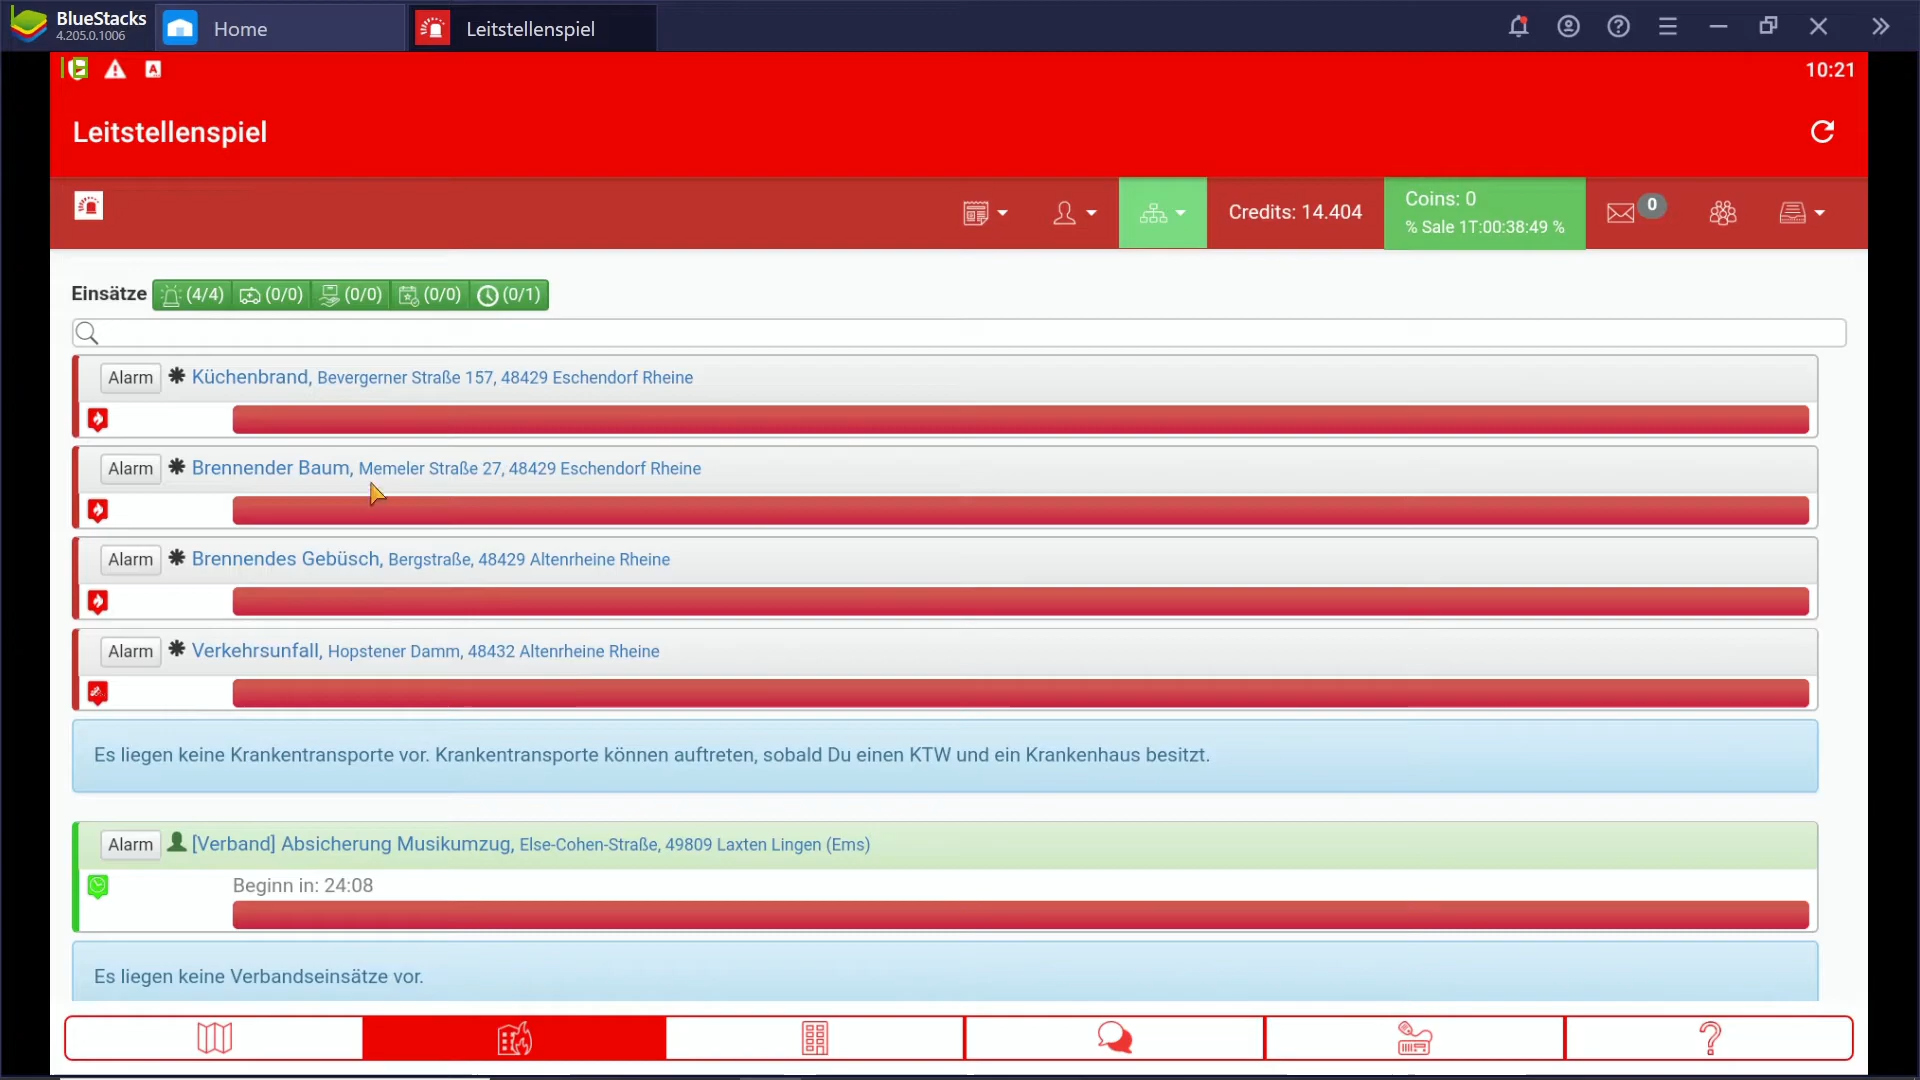 BlueStacks
4.205.0.1006
Home
Leitstellenspiel
10:21
Leitstellenspiel
Credits: 14.404
Coins: 0
% Sale 1T:00:38:49 %
0
Einsätze (4/4) (0/0) (0/0) (0/0) (0/1)
Alarm Küchenbrand, Bevergerner Straße 157, 48429 Eschendorf Rheine
Alarm Brennender Baum, Memeler Straße 27, 48429 Eschendorf Rheine
Alarm Brennendes Gebüsch, Bergstraße, 48429 Altenrheine Rheine
Alarm Verkehrsunfall, Hopstener Damm, 48432 Altenrheine Rheine
Es liegen keine Krankentransporte vor. Krankentransporte können auftreten, sobald Du einen KTW und ein Krankenhaus besitzt.
Alarm [Verband] Absicherung Musikumzug, Else-Cohen-Straße, 49809 Laxten Lingen (Ems)
Beginn in: 24:08
Es liegen keine Verbandseinsätze vor.